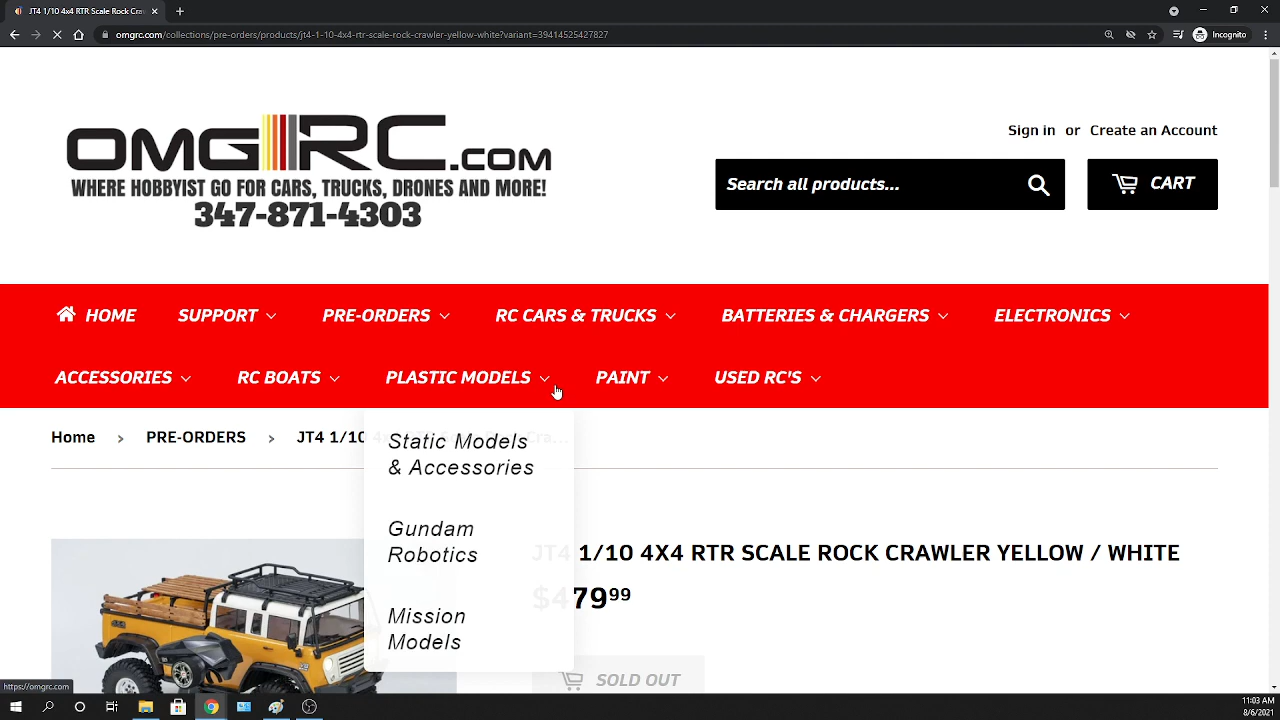 JT4 1/10 4x4 RTR Scale Rock Cra
omgrc.com/collections/pre-orders/products/jt4-1-10-4x4-rtr-scale-rock-crawler-yellow-white?variant=39414525427827
Incognito
OMGRC.COM
WHERE HOBBYIST GO FOR CARS, TRUCKS, DRONES AND MORE!
347-871-4303
Sign in or Create an Account
Search all products...
CART
HOME SUPPORT PRE-ORDERS RC CARS & TRUCKS BATTERIES & CHARGERS ELECTRONICS
ACCESSORIES RC BOATS PLASTIC MODELS PAINT USED RC'S
Home › PRE-ORDERS › JT4 1/10
Static Models
& Accessories
Gundam
Robotics
Mission
Models
JT4 1/10 4X4 RTR SCALE ROCK CRAWLER YELLOW / WHITE
$479.99
SOLD OUT
https://omgrc.com
11:03 AM
8/6/2021